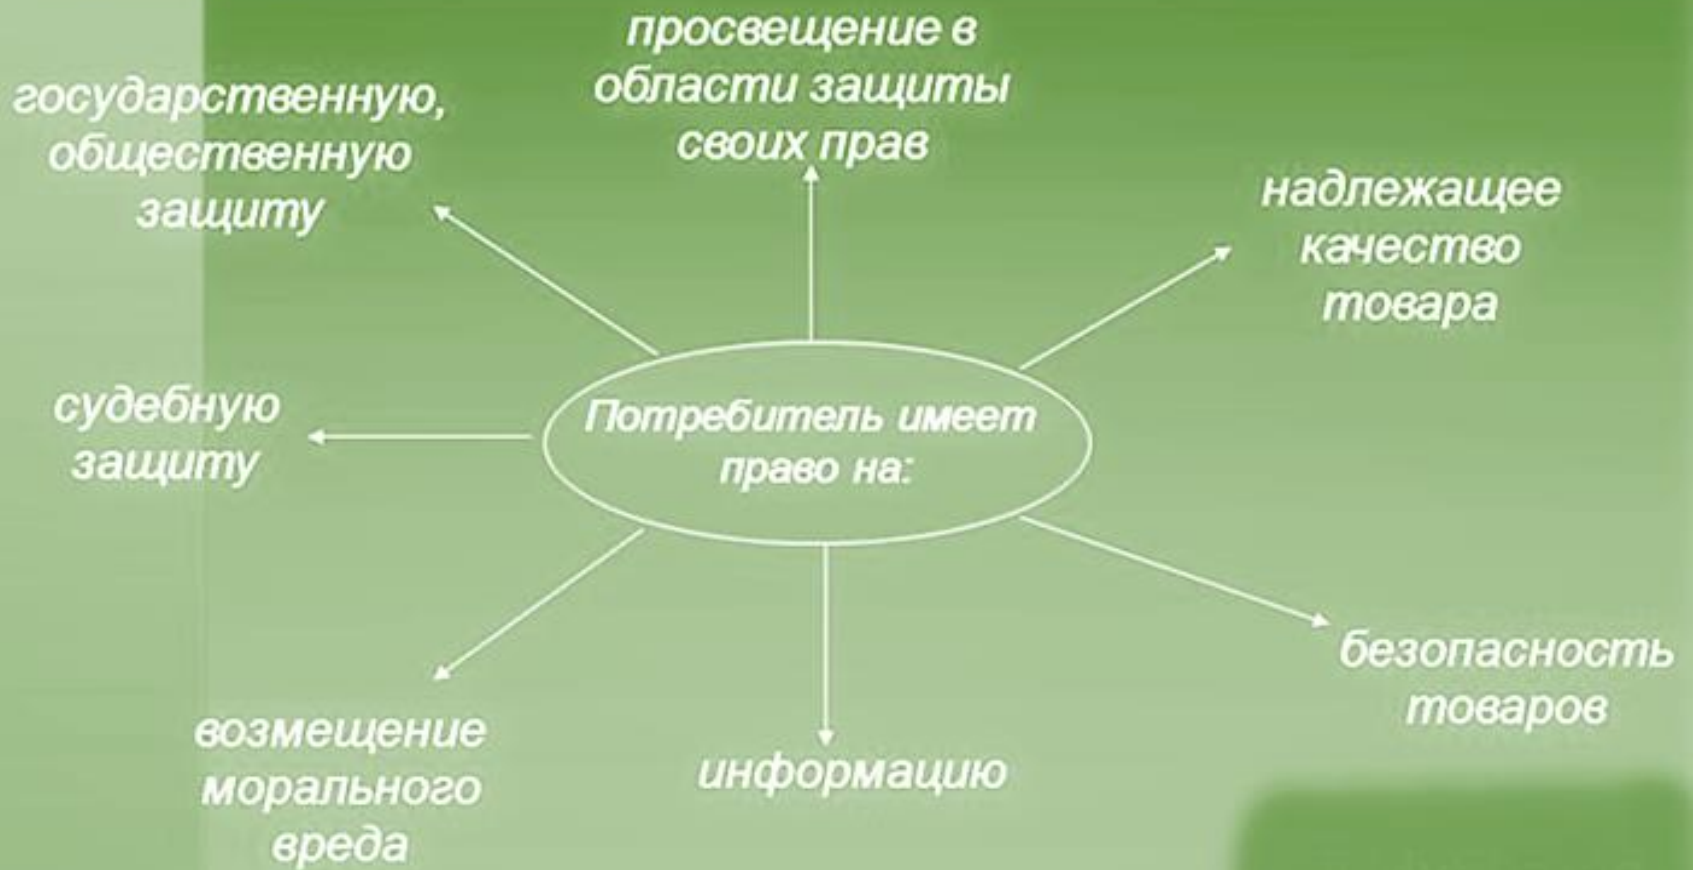 просвещение в
области защиты
своих прав
государственную,
общественную
защиту
надлежащее
качество
товара
судебную
защиту
Потребитель имеет
право на:
безопасность
товаров
возмещение
морального
вреда
информацию